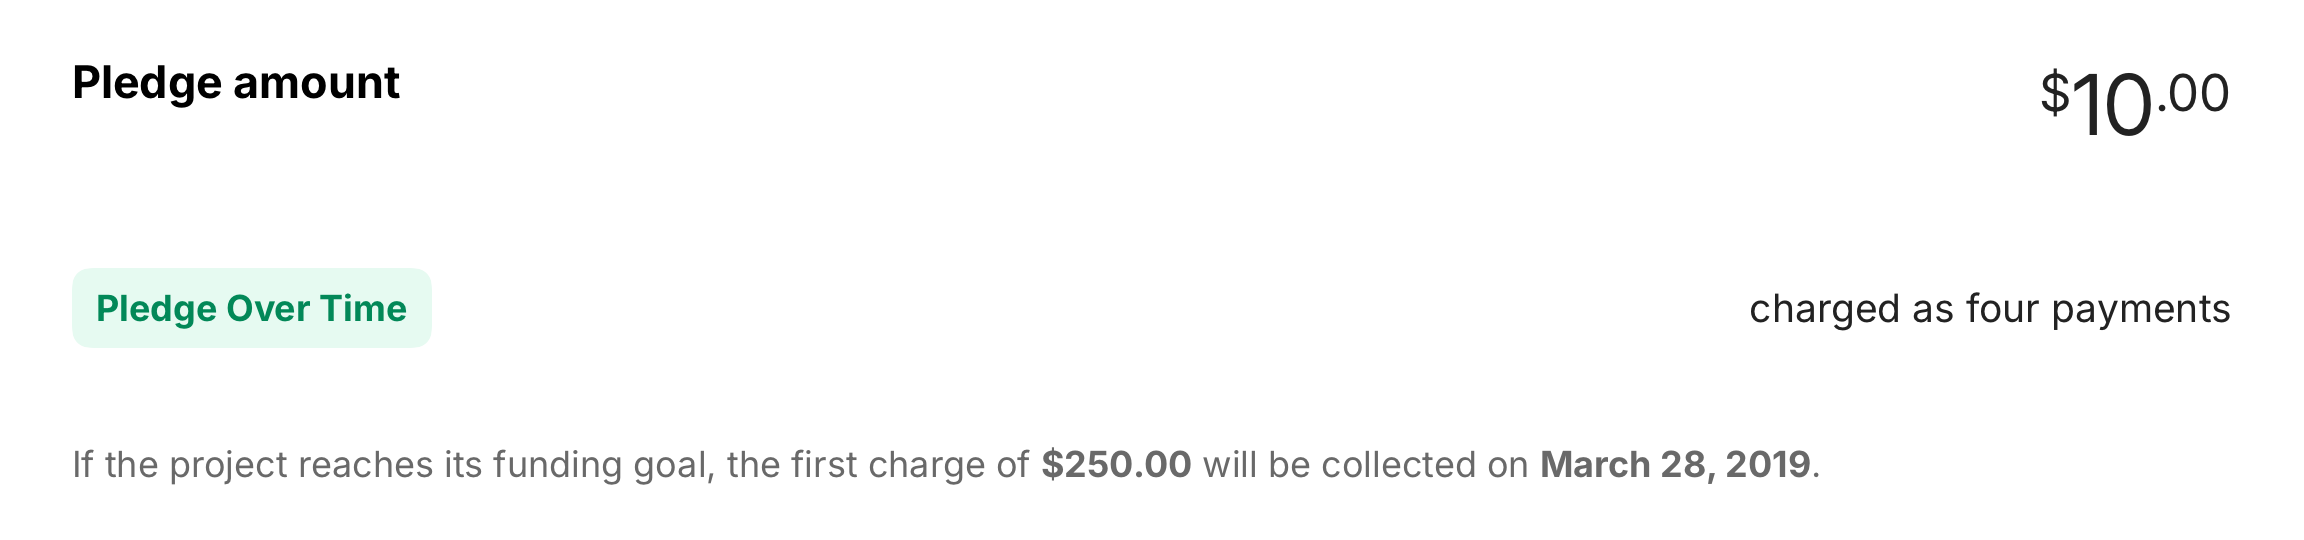 Pledge amount
$10.00
Pledge Over Time
charged as four payments
If the project reaches its funding goal, the first charge of $250.00 will be collected on March 28, 2019.